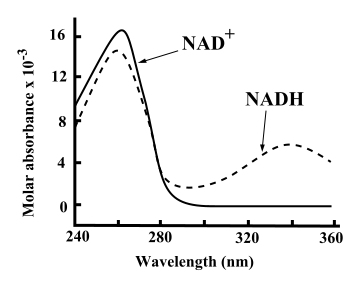 Molar absorbance x 10⁻³
16
12
8
4
0
NAD⁺
NADH
240
280
320
360
Wavelength (nm)